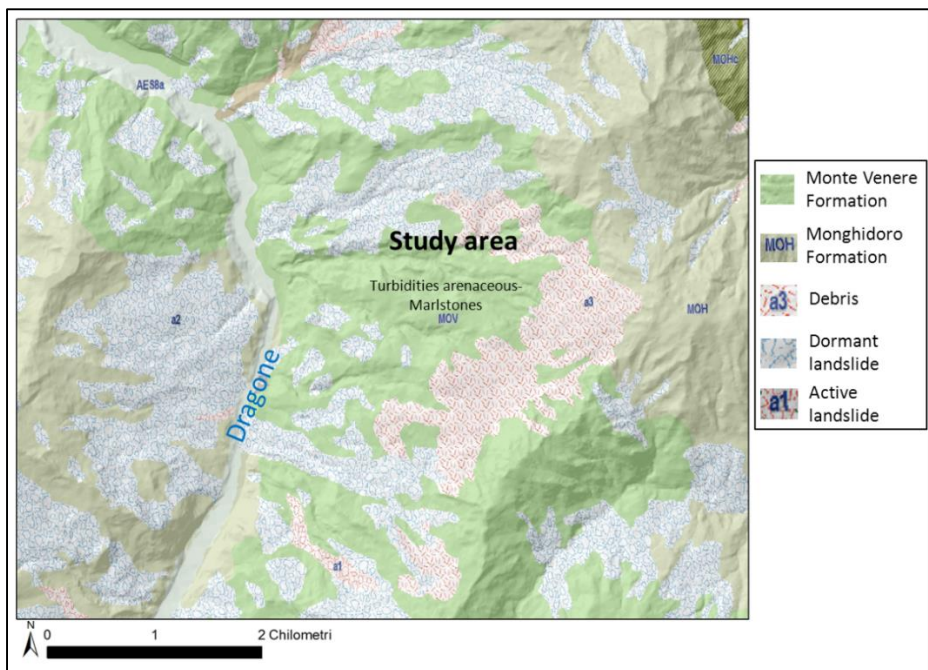 AES8a
MOHc
Study area
Turbidities arenaceous-
Marlstones
MOV
a3
MOH
a2
Dragone
a1
Monte Venere
Formation
MOH
Monghidoro
Formation
a3
Debris
Dormant
landslide
a1
Active
landslide
N
0 1 2 Chilometri